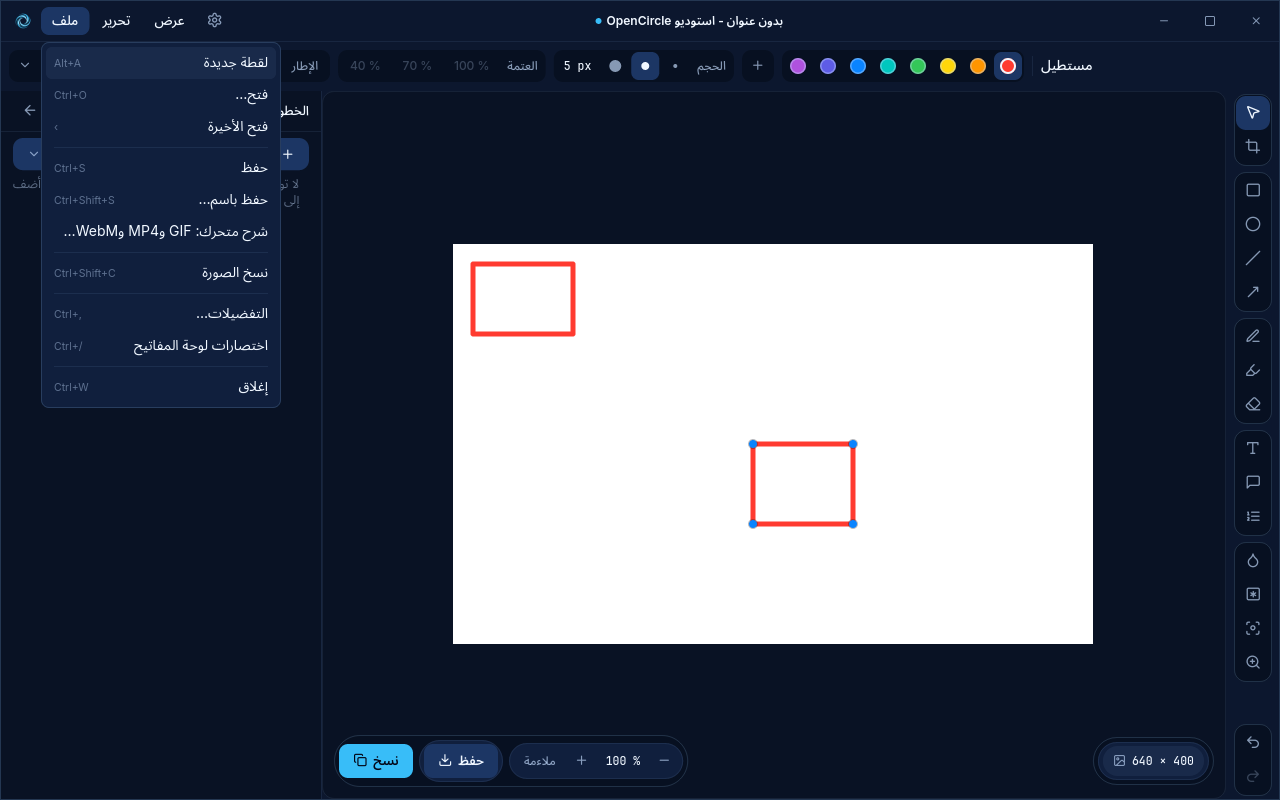 ملف
تحرير
عرض
بدون عنوان - استوديو OpenCircle
لقطة جديدة Alt+A
فتح... Ctrl+O
فتح الأخيرة
حفظ Ctrl+S
حفظ باسم... Ctrl+Shift+S
شرح متحرك: GIF وMP4 وWebM...
نسخ الصورة Ctrl+Shift+C
التفضيلات... Ctrl+,
اختصارات لوحة المفاتيح Ctrl+/
إغلاق Ctrl+W
مستطيل
الحجم
5 px
العتمة
100 %
70 %
40 %
الإطار
أضف
إلى
نسخ
حفظ
ملاءمة
100 %
640 × 400